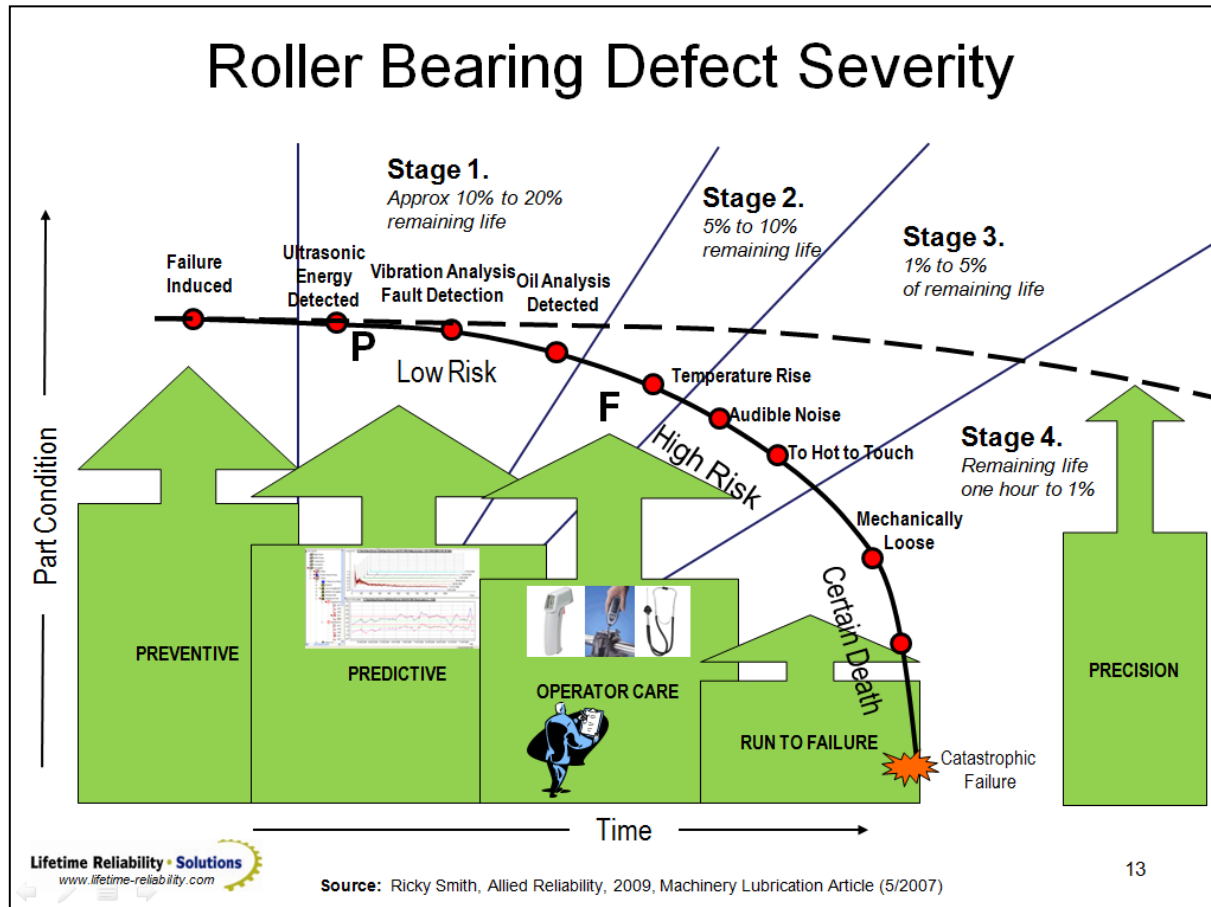 Roller Bearing Defect Severity
Stage 1.
Approx 10% to 20%
remaining life
Stage 2.
5% to 10%
remaining life
Stage 3.
1% to 5%
of remaining life
Failure
Induced
Ultrasonic
Energy
Detected
Vibration Analysis
Fault Detection
Oil Analysis
Detected
P
Low Risk
Temperature Rise
F
Audible Noise
High Risk
To Hot to Touch
Stage 4.
Remaining life
one hour to 1%
Part Condition
Mechanically
Loose
Certain Death
PREVENTIVE
PREDICTIVE
OPERATOR CARE
RUN TO FAILURE
PRECISION
Catastrophic
Failure
Time
Lifetime Reliability • Solutions
www.lifetime-reliability.com
Source: Ricky Smith, Allied Reliability, 2009, Machinery Lubrication Article (5/2007)
13